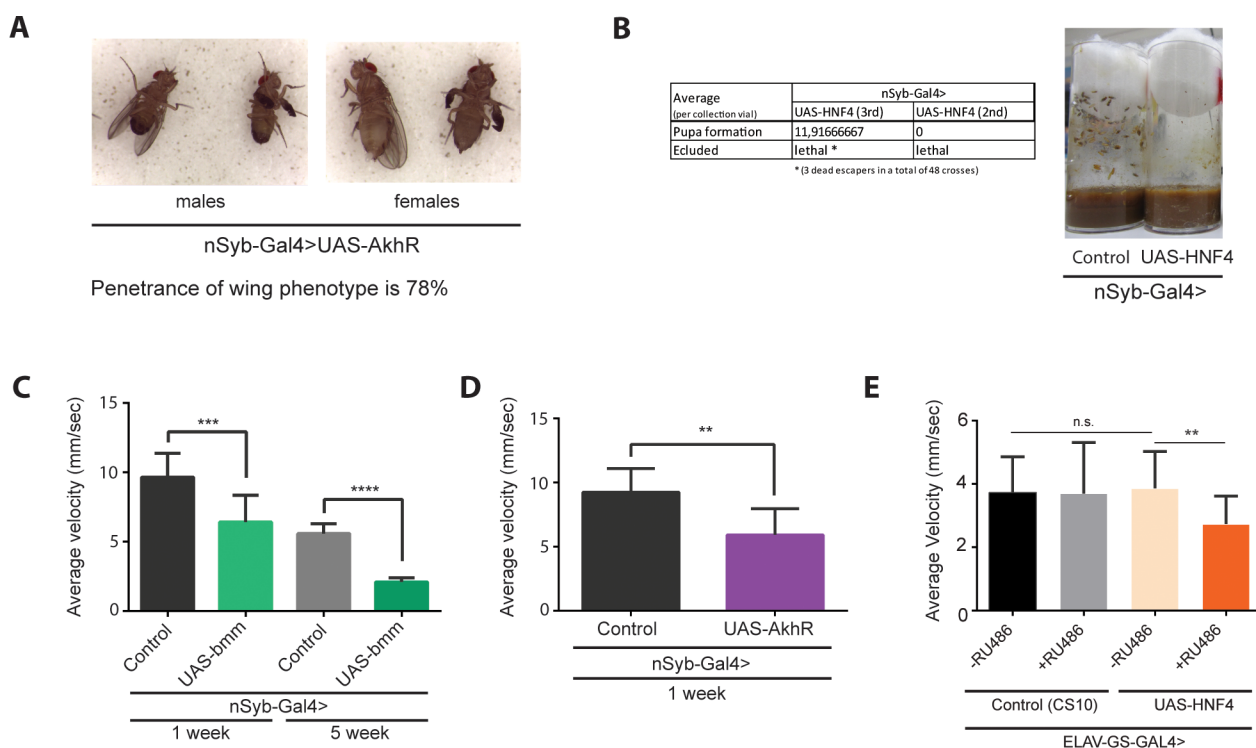 A
males
females
nSyb-Gal4>UAS-AkhR
Penetrance of wing phenotype is 78%
B
Average
(per collection vial)
nSyb-Gal4>
UAS-HNF4 (3rd)
UAS-HNF4 (2nd)
Pupa formation
11,91666667
0
Ecluded
lethal *
lethal
* (3 dead escapers in a total of 48 crosses)
Control
UAS-HNF4
nSyb-Gal4>
C
Average velocity (mm/sec)
15
10
5
0
***
****
Control
UAS-bmm
Control
UAS-bmm
nSyb-Gal4>
1 week
5 week
D
Average velocity (mm/sec)
15
10
5
0
**
Control
UAS-AkhR
nSyb-Gal4>
1 week
E
Average Velocity (mm/sec)
6
4
2
0
n.s.
**
-RU486
+RU486
-RU486
+RU486
Control (CS10)
UAS-HNF4
ELAV-GS-GAL4>